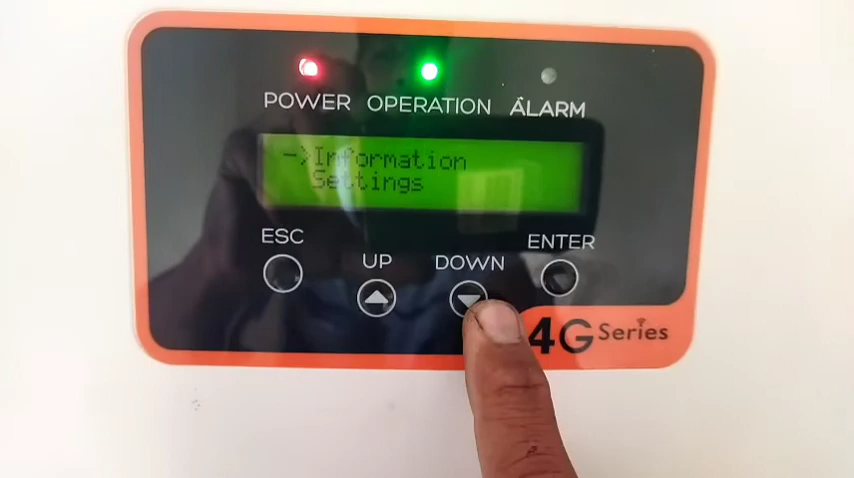 POWER OPERATION ALARM
->Information
Settings
ESC
UP
DOWN
ENTER
4G Series